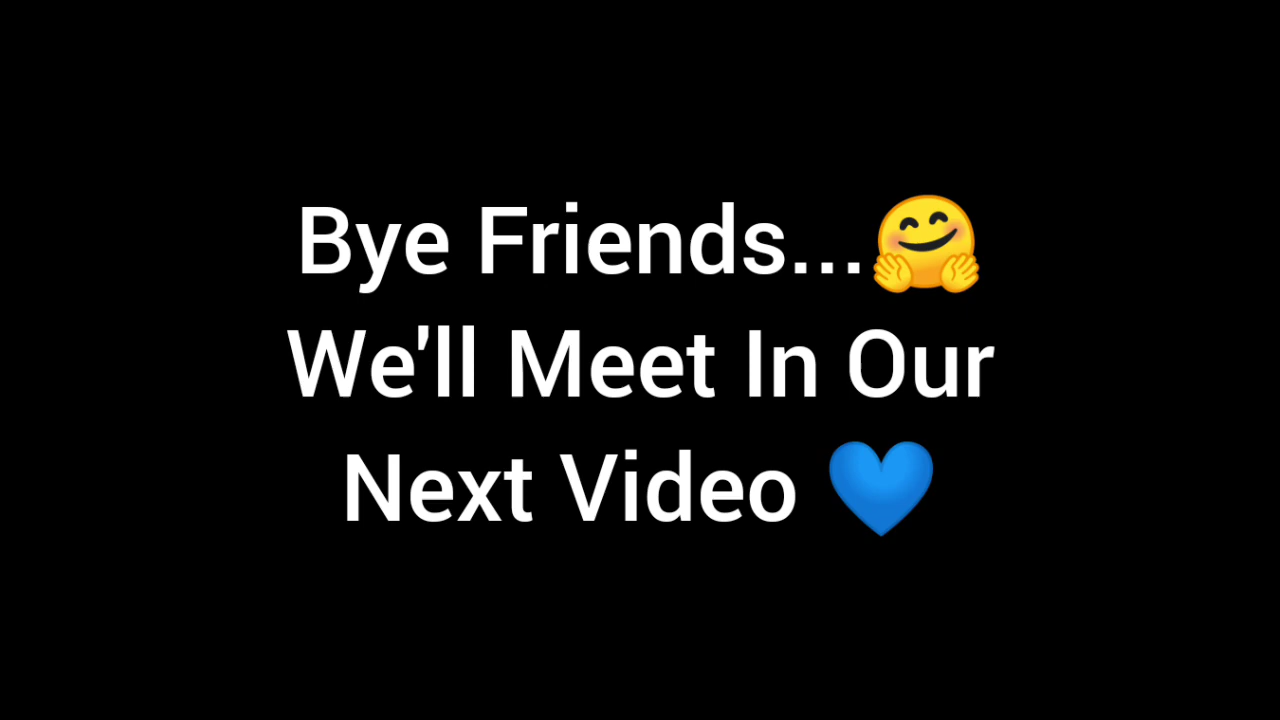 Bye Friends...🤗
We'll Meet In Our
Next Video 💙